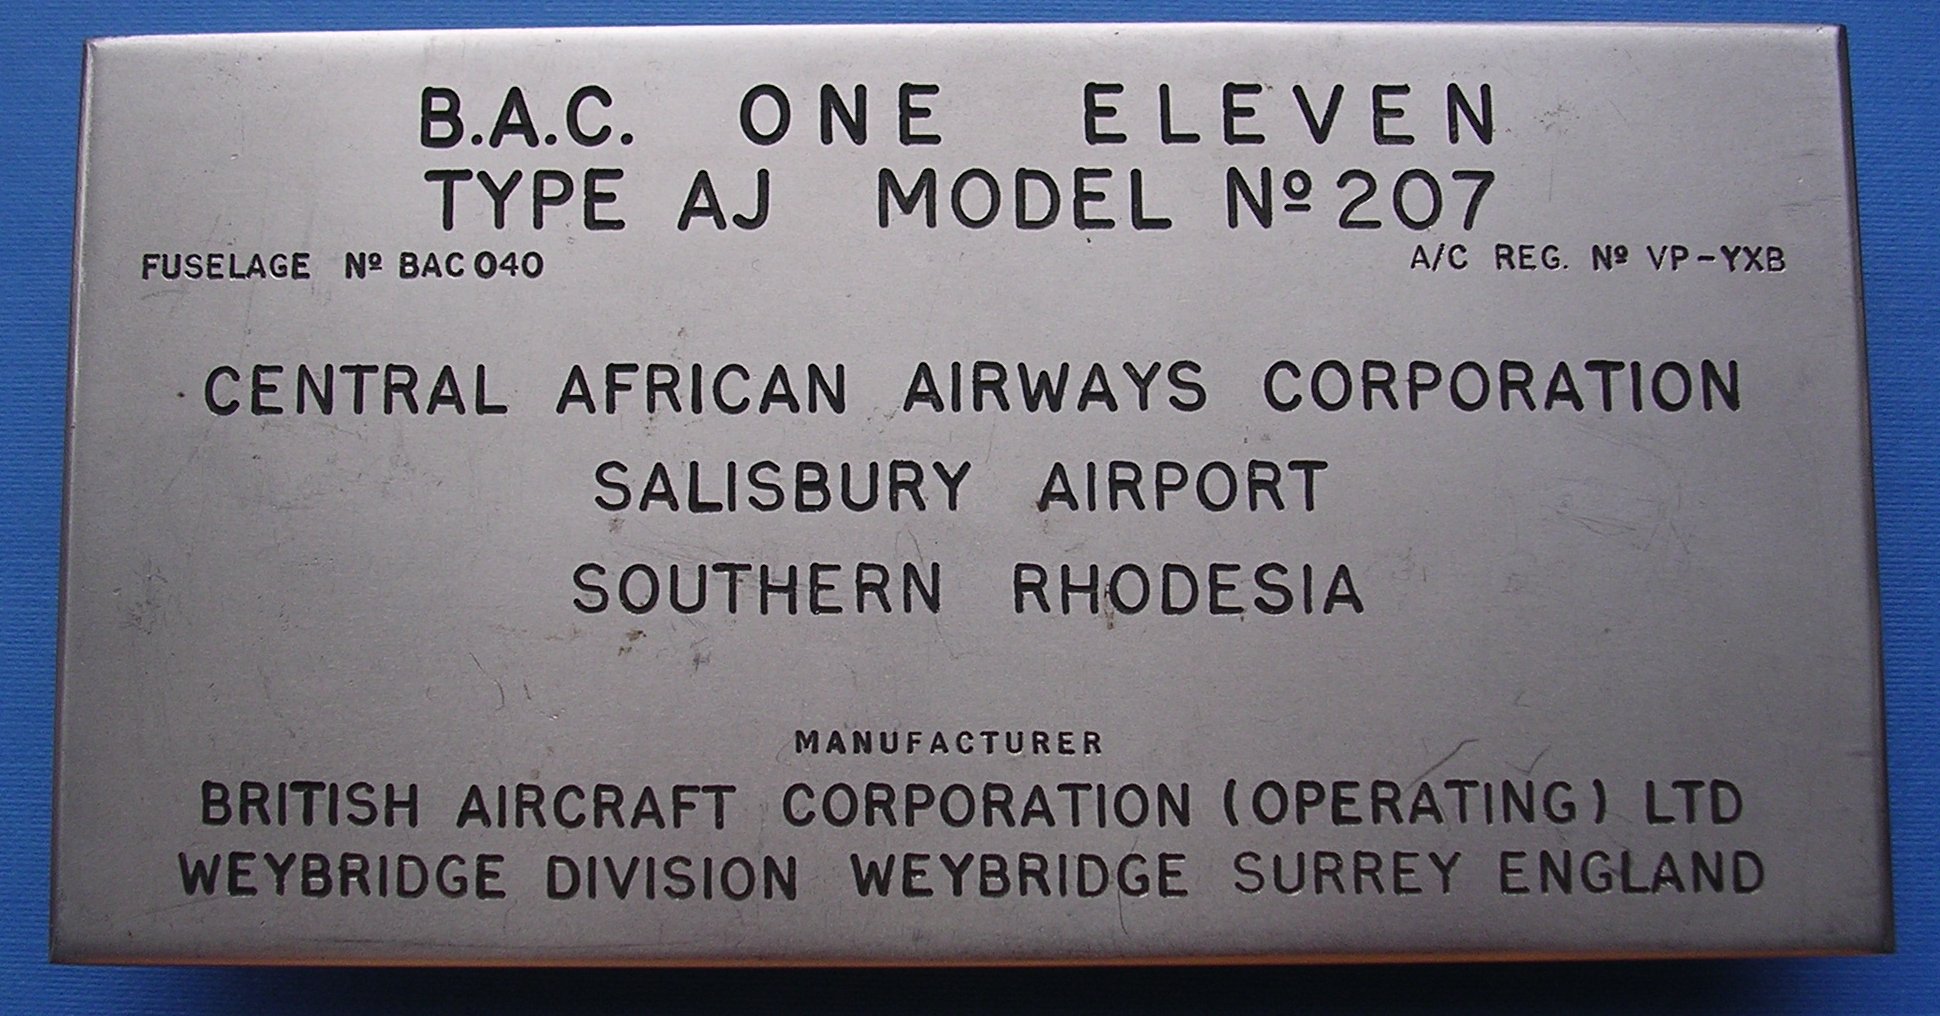 B.A.C. ONE ELEVEN
TYPE AJ MODEL Nº 207
FUSELAGE Nº BAC 040 A/C REG. Nº VP-YXB
CENTRAL AFRICAN AIRWAYS CORPORATION
SALISBURY AIRPORT
SOUTHERN RHODESIA
MANUFACTURER
BRITISH AIRCRAFT CORPORATION (OPERATING) LTD
WEYBRIDGE DIVISION WEYBRIDGE SURREY ENGLAND